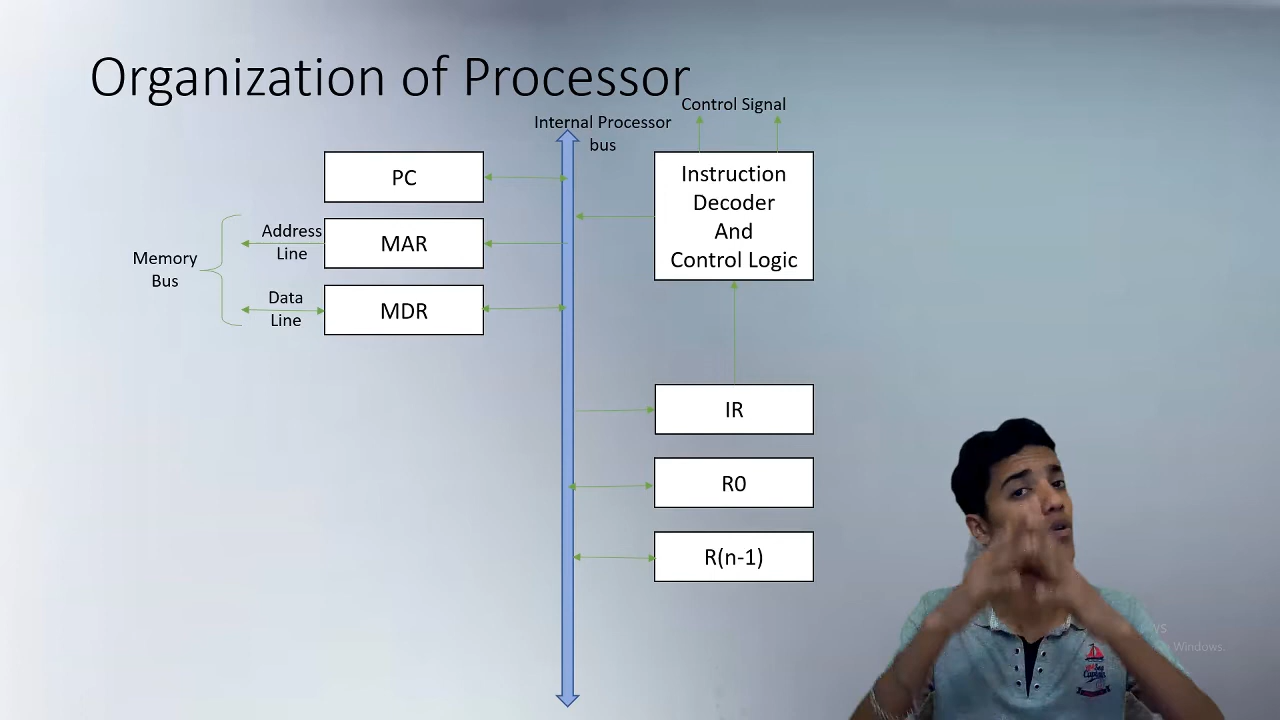 Organization of Processor
Control Signal
Internal Processor
bus
PC
Instruction
Decoder
And
Control Logic
Address
Line
MAR
Memory
Bus
Data
Line
MDR
IR
R0
R(n-1)
Windows.